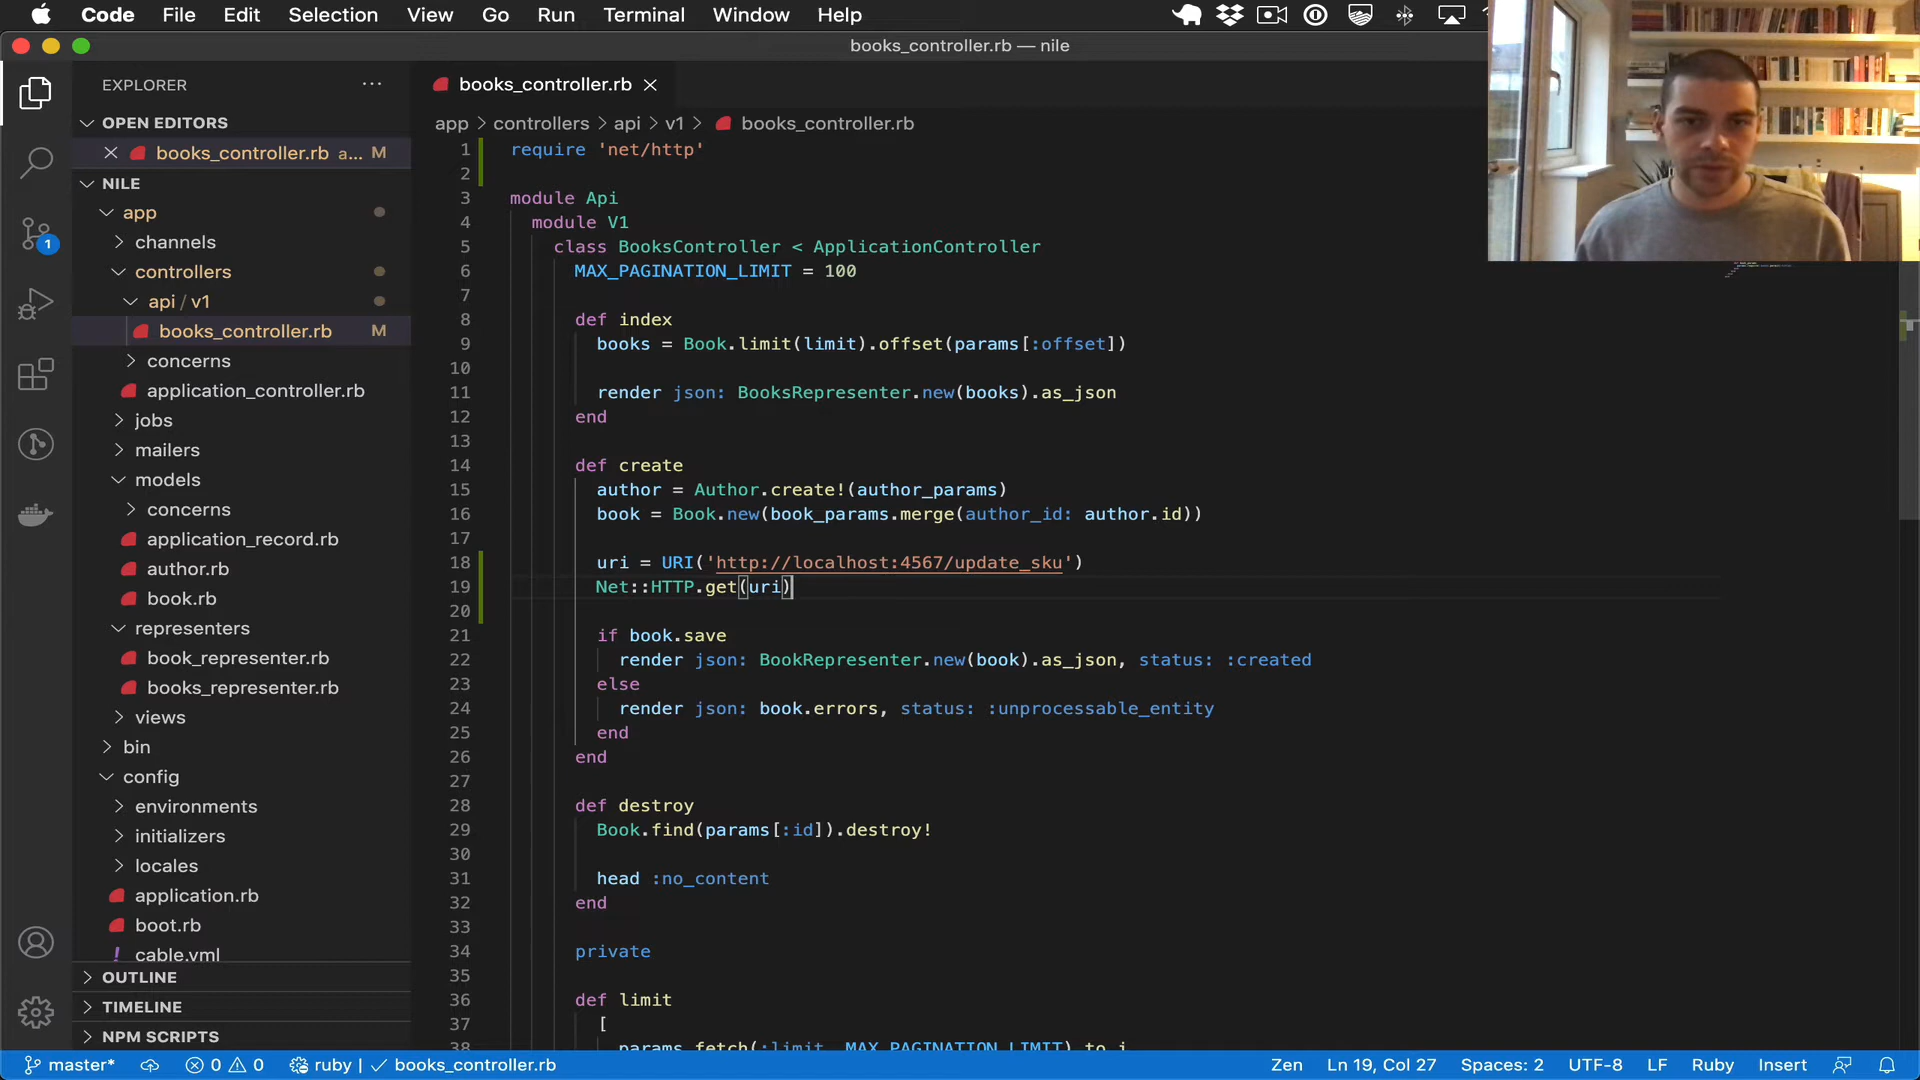 Code File Edit Selection View Go Run Terminal Window Help
books_controller.rb — nile
EXPLORER
books_controller.rb
OPEN EDITORS
app > controllers > api > v1 > books_controller.rb
books_controller.rb a... M
NILE
app
channels
controllers
api / v1
books_controller.rb M
concerns
application_controller.rb
jobs
mailers
models
concerns
application_record.rb
author.rb
book.rb
representers
book_representer.rb
books_representer.rb
views
bin
config
environments
initializers
locales
application.rb
boot.rb
! cable.yml
OUTLINE
TIMELINE
NPM SCRIPTS
1
1 require 'net/http'
2
3 module Api
4 module V1
5 class BooksController < ApplicationController
6 MAX_PAGINATION_LIMIT = 100
7
8 def index
9 books = Book.limit(limit).offset(params[:offset])
10
11 render json: BooksRepresenter.new(books).as_json
12 end
13
14 def create
15 author = Author.create!(author_params)
16 book = Book.new(book_params.merge(author_id: author.id))
17
18 uri = URI('http://localhost:4567/update_sku')
19 Net::HTTP.get(uri)
20
21 if book.save
22 render json: BookRepresenter.new(book).as_json, status: :created
23 else
24 render json: book.errors, status: :unprocessable_entity
25 end
26 end
27
28 def destroy
29 Book.find(params[:id]).destroy!
30
31 head :no_content
32 end
33
34 private
35
36 def limit
37 [
38 params.fetch(:limit, MAX_PAGINATION_LIMIT).to_i
master* 0 0 ruby | books_controller.rb Zen Ln 19, Col 27 Spaces: 2 UTF-8 LF Ruby Insert